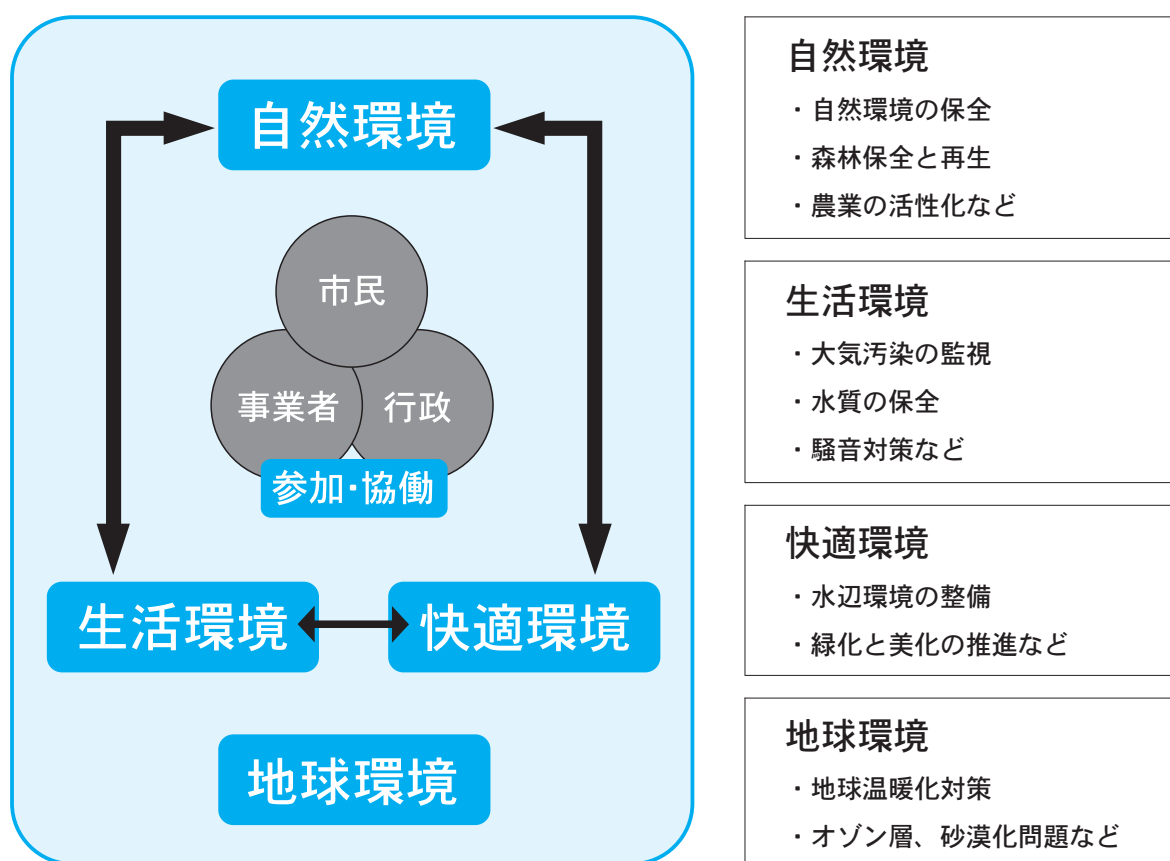 自然環境
市民
事業者
行政
参加・協働
生活環境
快適環境
地球環境
自然環境
・自然環境の保全
・森林保全と再生
・農業の活性化など
生活環境
・大気汚染の監視
・水質の保全
・騒音対策など
快適環境
・水辺環境の整備
・緑化と美化の推進など
地球環境
・地球温暖化対策
・オゾン層、砂漠化問題など